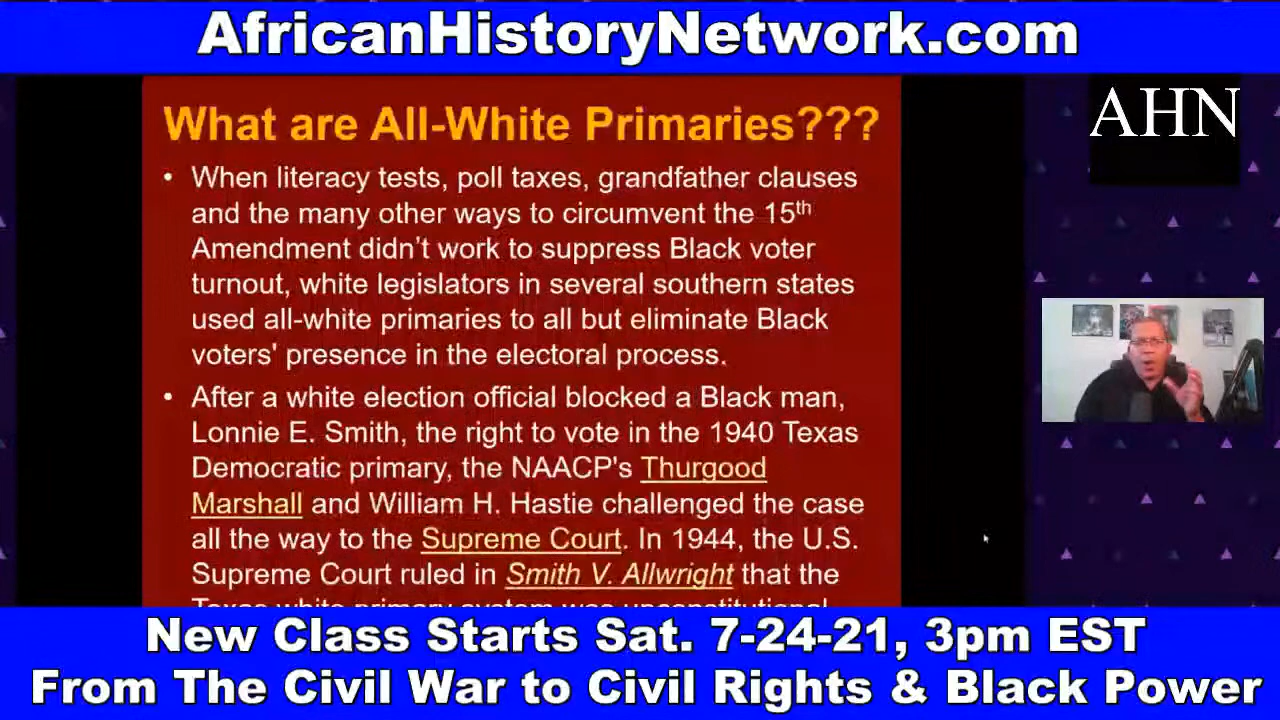 AfricanHistoryNetwork.com
AHN
What are All-White Primaries???
• When literacy tests, poll taxes, grandfather clauses
and the many other ways to circumvent the 15th
Amendment didn't work to suppress Black voter
turnout, white legislators in several southern states
used all-white primaries to all but eliminate Black
voters' presence in the electoral process.
• After a white election official blocked a Black man,
Lonnie E. Smith, the right to vote in the 1940 Texas
Democratic primary, the NAACP's Thurgood
Marshall and William H. Hastie challenged the case
all the way to the Supreme Court. In 1944, the U.S.
Supreme Court ruled in Smith V. Allwright that the
Texas white primary system was unconstitutional
New Class Starts Sat. 7-24-21, 3pm EST
From The Civil War to Civil Rights & Black Power